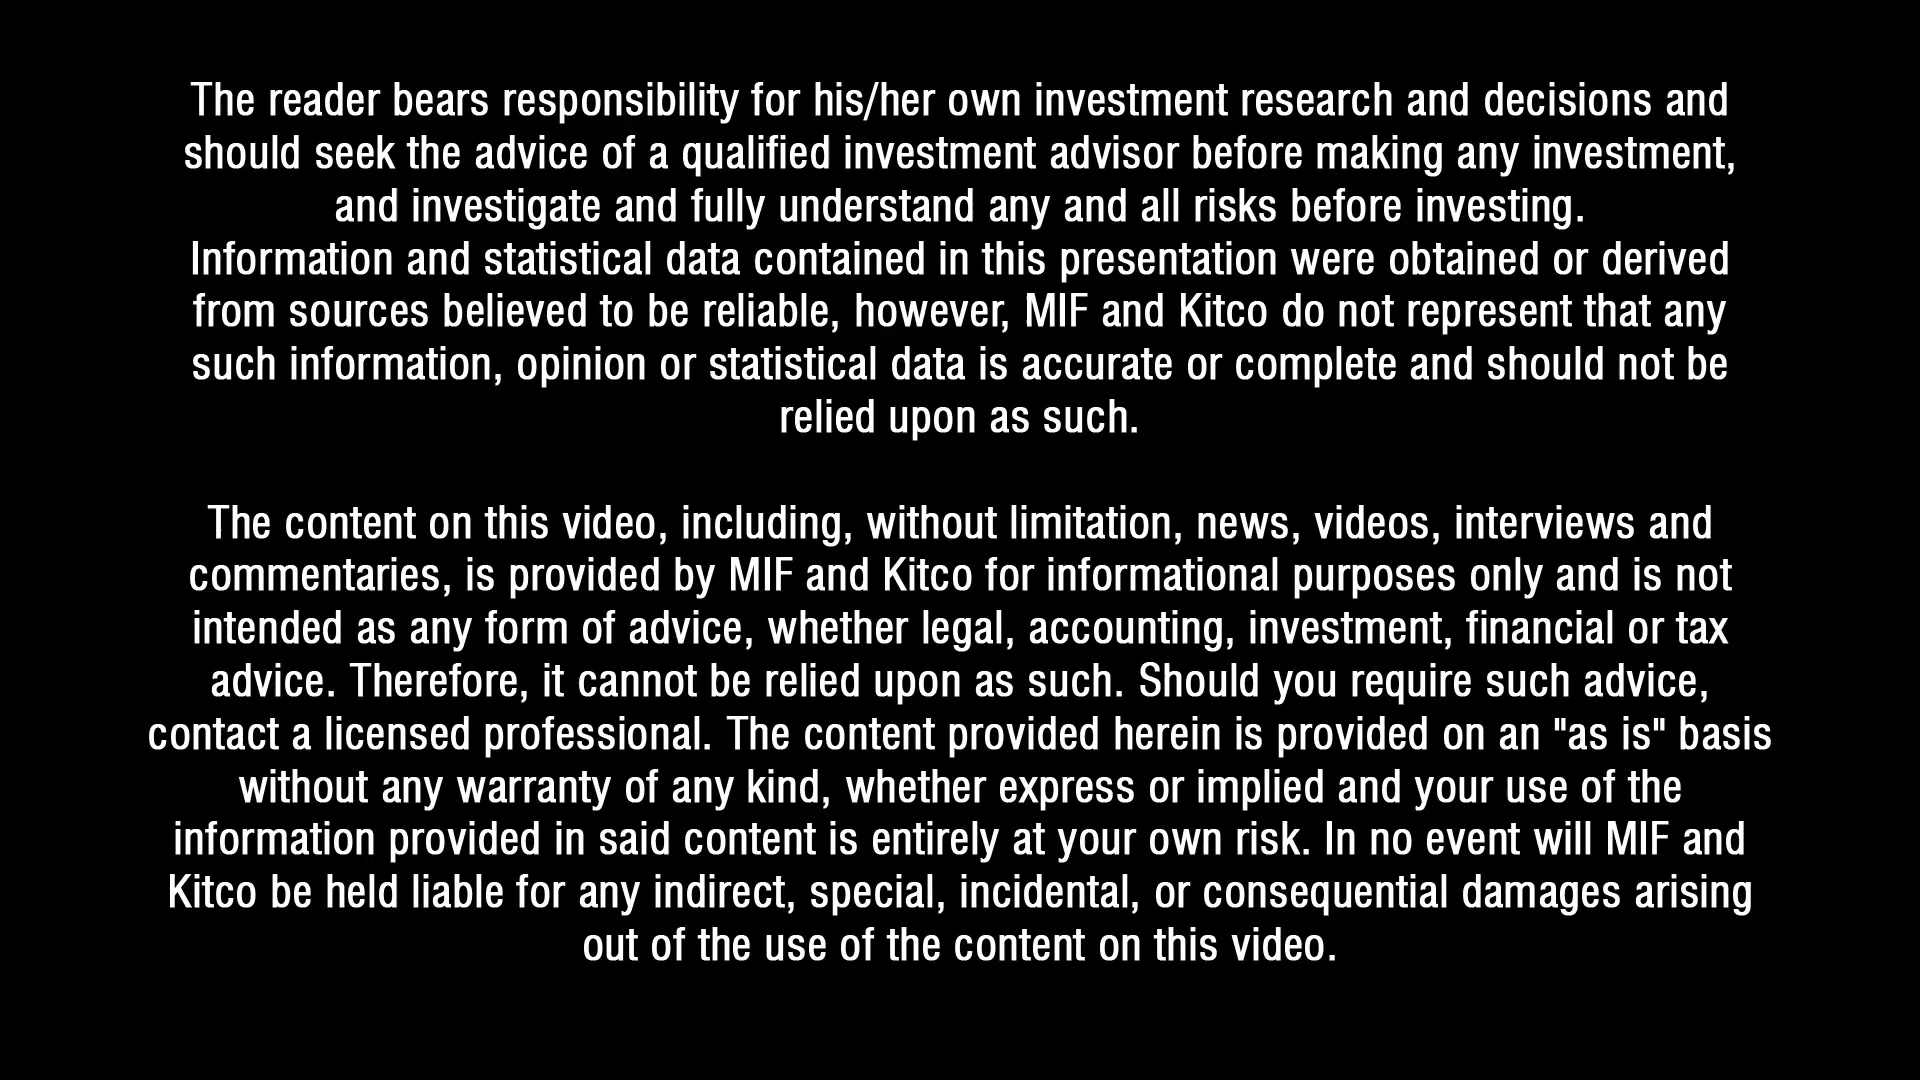 The reader bears responsibility for his/her own investment research and decisions and
should seek the advice of a qualified investment advisor before making any investment,
and investigate and fully understand any and all risks before investing.
Information and statistical data contained in this presentation were obtained or derived
from sources believed to be reliable, however, MIF and Kitco do not represent that any
such information, opinion or statistical data is accurate or complete and should not be
relied upon as such.
The content on this video, including, without limitation, news, videos, interviews and
commentaries, is provided by MIF and Kitco for informational purposes only and is not
intended as any form of advice, whether legal, accounting, investment, financial or tax
advice. Therefore, it cannot be relied upon as such. Should you require such advice,
contact a licensed professional. The content provided herein is provided on an "as is" basis
without any warranty of any kind, whether express or implied and your use of the
information provided in said content is entirely at your own risk. In no event will MIF and
Kitco be held liable for any indirect, special, incidental, or consequential damages arising
out of the use of the content on this video.